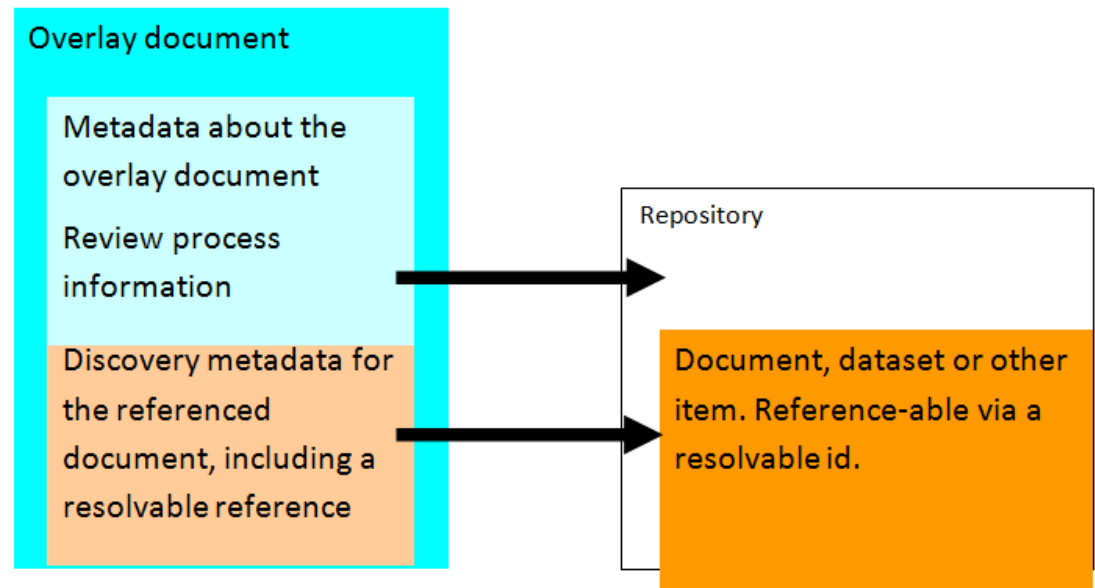 Overlay document
Metadata about the
overlay document
Review process
information
Discovery metadata for
the referenced
document, including a
resolvable reference
Repository
Document, dataset or other
item. Reference-able via a
resolvable id.